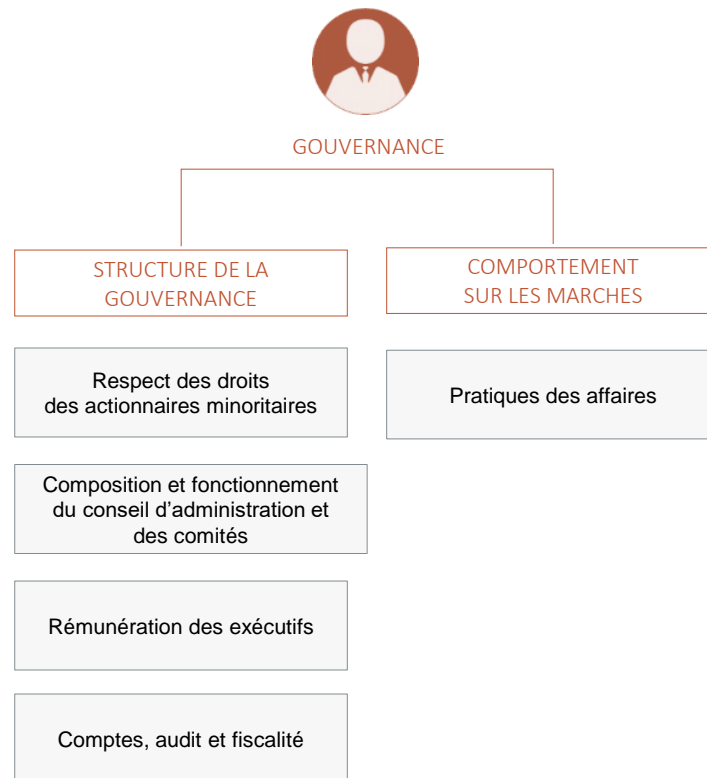 GOUVERNANCE
STRUCTURE DE LA
GOUVERNANCE
Respect des droits
des actionnaires minoritaires
Composition et fonctionnement
du conseil d’administration et
des comités
Rémunération des exécutifs
Comptes, audit et fiscalité
COMPORTEMENT
SUR LES MARCHES
Pratiques des affaires